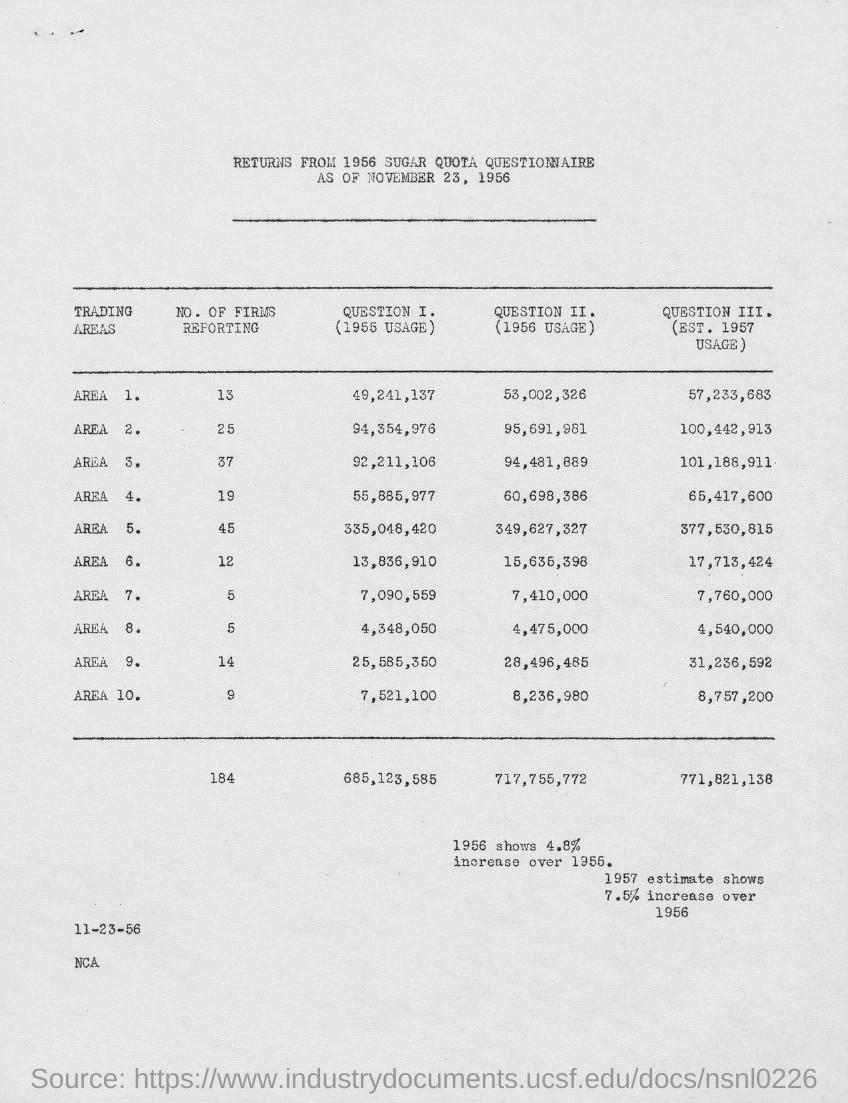 RETURNS FROM 1956 SUGAR QUOTA QUESTIONNAIRE
AS OF NOVEMBER 23, 1956
TRADING AREAS NO. OF FIRMS REPORTING QUESTION I. (1955 USAGE) QUESTION II. (1956 USAGE) QUESTION III. (EST. 1957 USAGE)
AREA 1. 13 49,241,137 53,002,326 57,233,683
AREA 2. 25 94,354,976 95,691,981 100,442,913
AREA 3. 37 92,211,106 94,481,889 101,188,911
AREA 4. 19 55,885,977 60,698,386 65,417,600
AREA 5. 45 335,048,420 349,627,327 377,530,815
AREA 6. 12 13,836,910 15,635,398 17,713,424
AREA 7. 5 7,090,559 7,410,000 7,760,000
AREA 8. 5 4,348,050 4,475,000 4,540,000
AREA 9. 14 25,585,350 28,496,485 31,236,592
AREA 10. 9 7,521,100 8,236,980 8,757,200
184 685,123,585 717,755,772 771,821,138
1956 shows 4.8%
increase over 1955.
1957 estimate shows
7.5% increase over
1956
11-23-56
NCA
Source: https://www.industrydocuments.ucsf.edu/docs/nsnl0226